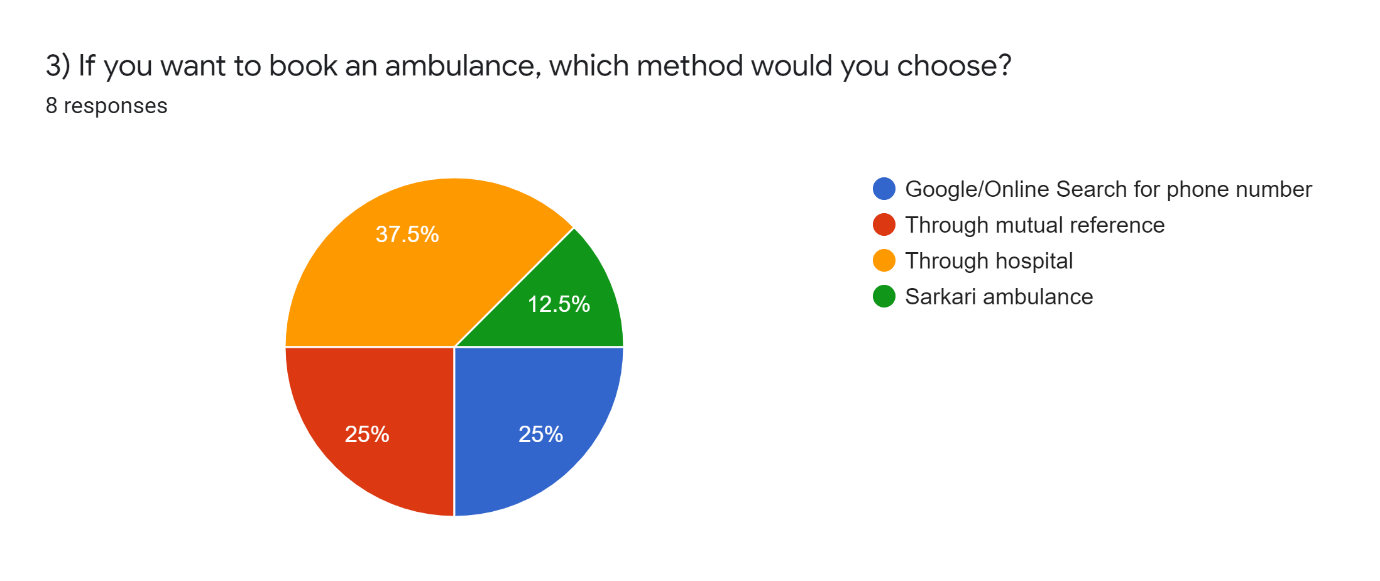 3) If you want to book an ambulance, which method would you choose?
8 responses
37.5%
12.5%
25%
25%
Google/Online Search for phone number
Through mutual reference
Through hospital
Sarkari ambulance